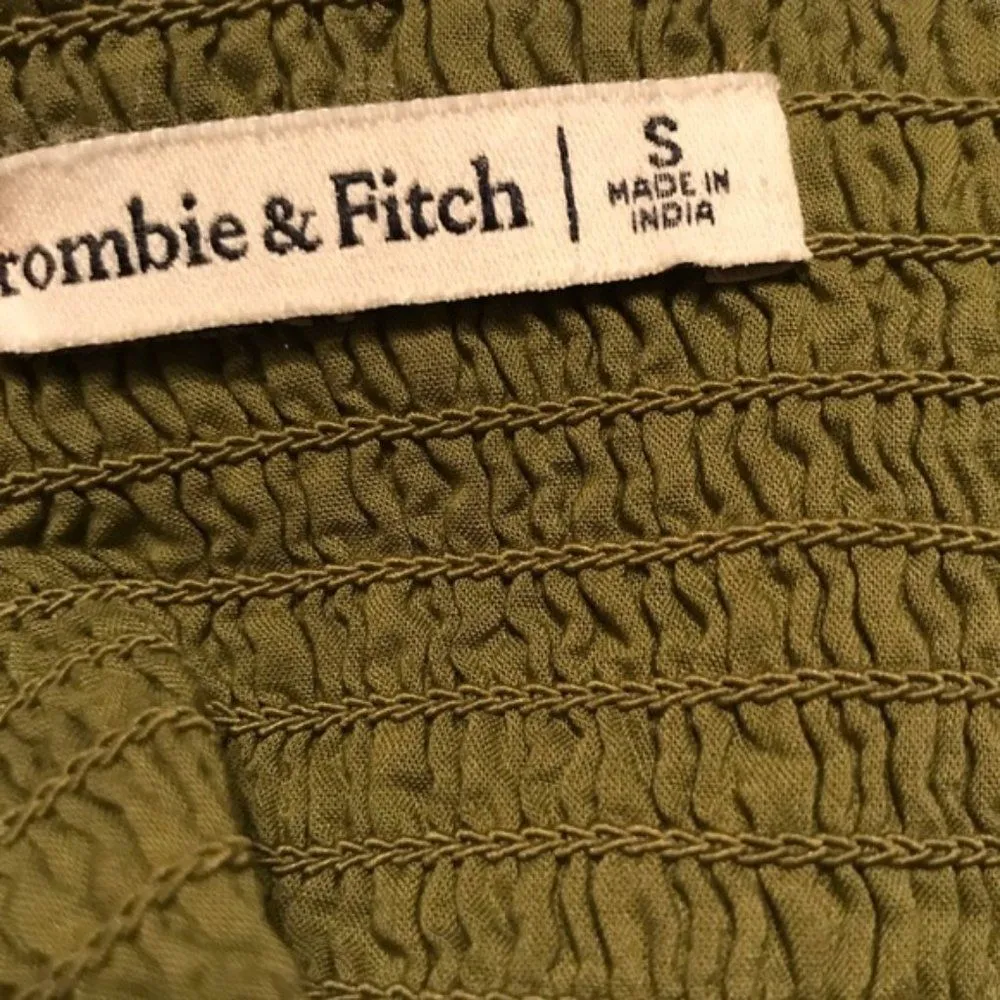 rombie & Fitch
S
MADE IN
INDIA